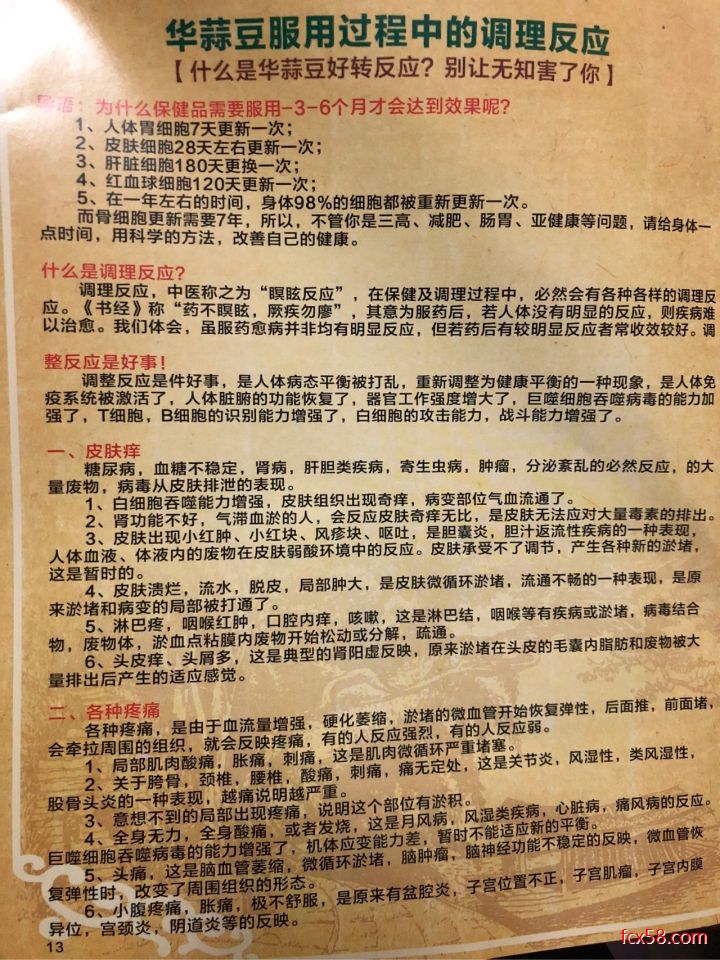 华蒜豆服用过程中的调理反应
【什么是华蒜豆好转反应？别让无知害了你】
导语：为什么保健品需要服用-3-6个月才会达到效果呢？
1、人体胃细胞7天更新一次；
2、皮肤细胞28天左右更新一次；
3、肝脏细胞180天更换一次；
4、红血球细胞120天更新一次；
5、在一年左右的时间，身体98%的细胞都被重新更新一次。
而骨细胞更新需要7年，所以，不管你是三高、减肥、肠胃、亚健康等问题，请给身体一
点时间，用科学的方法，改善自己的健康。
什么是调理反应？
调理反应，中医称之为“瞑眩反应”，在保健及调理过程中，必然会有各种各样的调理反
应。《书经》称“药不瞑眩，厥疾勿廖”，其意为服药后，若人体没有明显的反应，则疾病难
以治愈。我们体会，虽服药愈病并非均有明显反应，但若药后有较明显反应者常收效较好。调
整反应是好事！
调整反应是件好事，是人体病态平衡被打乱，重新调整为健康平衡的一种现象，是人体免
疫系统被激活了，人体脏腑的功能恢复了，器官工作强度增大了，巨噬细胞吞噬病毒的能力加
强了，T细胞，B细胞的识别能力增强了，白细胞的攻击能力，战斗能力增强了。
一、皮肤痒
糖尿病，血糖不稳定，肾病，肝胆类疾病，寄生虫病，肿瘤，分泌紊乱的必然反应，的大
量废物，病毒从皮肤排泄的表现。
1、白细胞吞噬能力增强，皮肤组织出现奇痒，病变部位气血流通了。
2、肾功能不好，气滞血淤的人，会反应皮肤奇痒无比，是皮肤无法应对大量毒素的排出。
3、皮肤出现小红肿、小红块、风疹块、呕吐，是胆囊炎，胆汁返流性疾病的一种表现，
人体血液、体液内的废物在皮肤弱酸环境中的反应。皮肤承受不了调节，产生各种新的淤堵，
这是暂时的。
4、皮肤溃烂，流水，脱皮，局部肿大，是皮肤微循环淤堵，流通不畅的一种表现，是原
来淤堵和病变的局部被打通了。
5、淋巴疼，咽喉红肿，口腔内痒，咳嗽，这是淋巴结，咽喉等有疾病或淤堵，病毒结合
物，废物体，淤血点粘膜内废物开始松动或分解，疏通。
6、头皮痒、头屑多，这是典型的肾阳虚反映，原来淤堵在头皮的毛囊内脂肪和废物被大
量排出后产生的适应感觉。
二、各种疼痛
各种疼痛，是由于血流量增强，硬化萎缩，淤堵的微血管开始恢复弹性，后面推，前面堵，
会牵拉周围的组织，就会反映疼痛，有的人反应强烈，有的人反应弱。
1、局部肌肉酸痛，胀痛，刺痛，这是肌肉微循环严重堵塞。
2、关于胯骨，颈椎，腰椎，酸痛，刺痛，痛无定处，这是关节炎，风湿性，类风湿性，
股骨头炎的一种表现，越痛说明越严重。
3、意想不到的局部出现疼痛，说明这个部位有淤积。
4、全身无力，全身酸痛，或者发烧，这是月风病，风湿类疾病，心脏病，痛风病的反应。
巨噬细胞吞噬病毒的能力增强了，机体应变能力差，暂时不能适应新的平衡。
5、头痛，这是脑血管萎缩，微循环淤堵，脑肿瘤，脑神经功能不稳定的反映，微血管恢
复弹性时，改变了周围组织的形态。
6、小腹疼痛，胀痛，极不舒服，是原来有盆腔炎，子宫位置不正，子宫肌瘤，子宫内膜
异位，宫颈炎，阴道炎等的反映。
13
fcx58.com